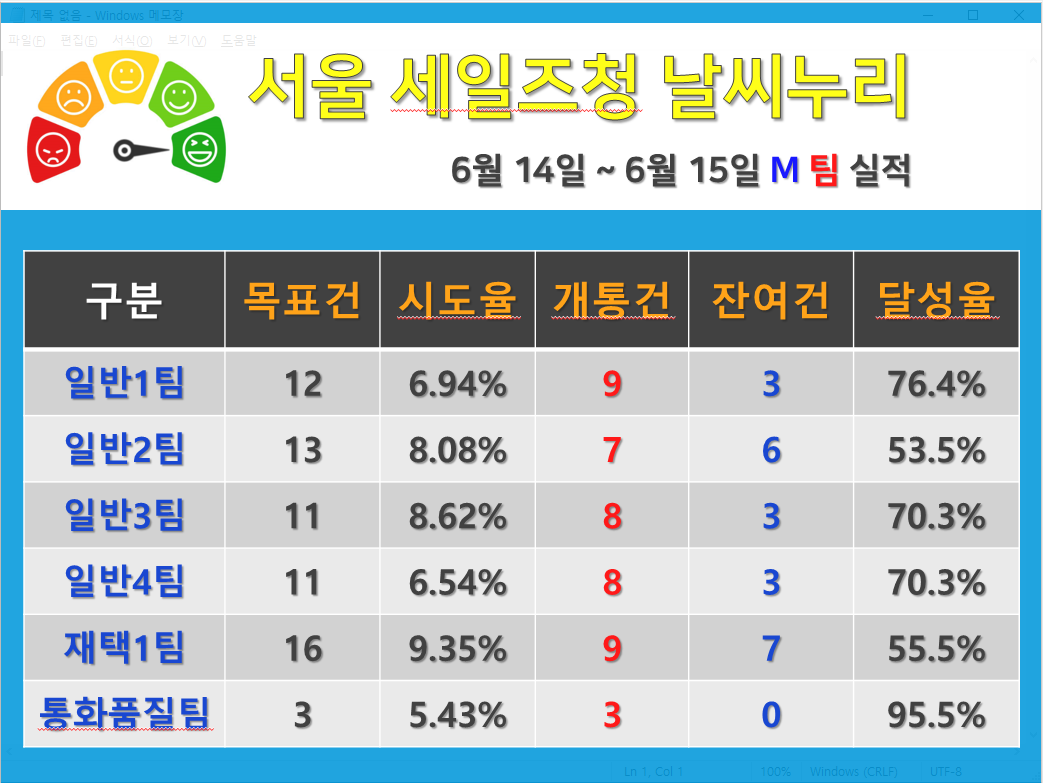 제목 없음 - Windows 메모장
파일(F) 편집(E) 서식(O) 보기(V) 도움말
서울 세일즈청 날씨누리
6월 14일 ~ 6월 15일 M 팀 실적
구분 목표건 시도율 개통건 잔여건 달성율
일반1팀 12 6.94% 9 3 76.4%
일반2팀 13 8.08% 7 6 53.5%
일반3팀 11 8.62% 8 3 70.3%
일반4팀 11 6.54% 8 3 70.3%
재택1팀 16 9.35% 9 7 55.5%
통화품질팀 3 5.43% 3 0 95.5%
Ln 1, Col 1 100% Windows (CRLF) UTF-8